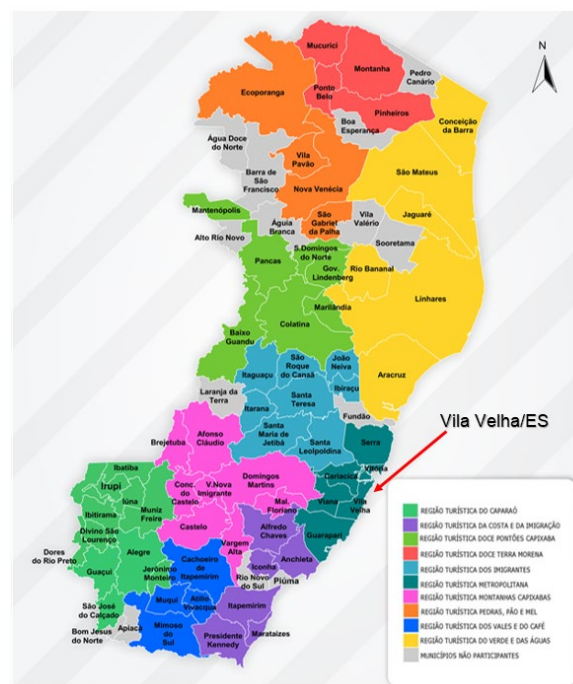 Mucurici
Montanha
N
Pedro
Canário
Ecoporanga
Ponto
Belo
Pinheiros
Boa
Esperança
Conceição
da Barra
Água Doce
do Norte
Vila
Pavão
Barra de
São
Francisco
São Mateus
Nova Venécia
Mantenópolis
Águia
Branca
São
Gabriel
da Palha
Vila
Valério
Jaguaré
Alto Rio Novo
Sooretama
S.Domingos
do Norte
Pancas
Gov.
Lindenberg
Rio Bananal
Linhares
Marilândia
Colatina
Baixo
Guandu
São
Roque
do Canaã
João
Neiva
Aracruz
Itaguaçu
Ibiraçu
Laranja da
Terra
Itarana
Santa
Teresa
Fundão
Vila Velha/ES
Afonso
Cláudio
Santa
Maria de
Jetibá
Brejetuba
Santa
Leopoldina
Serra
Vitória
Ibatiba
Domingos
Martins
Cariacica
Irupi
Conc.
do
Castelo
V.Nova
Imigrante
Iúna
Viana
Vila
Velha
Mal.
Floriano
Ibitirama
Muniz
Freire
Castelo
Alfredo
Chaves
Guarapari
Divino São
Lourenço
Vargem
Alta
Dores
do Rio Preto
Alegre
Cachoeiro
de
Itapemirim
Anchieta
Iconha
Guaçuí
Jerônimo
Monteiro
Rio Novo
do Sul
Piúma
São José
do Calçado
Muqui
Atílio
Vivacqua
Itapemirim
Apiacá
Bom Jesus
do Norte
Mimoso
do
Sul
Marataízes
Presidente
Kennedy
REGIÃO TURÍSTICA DO CAPARAÓ
REGIÃO TURÍSTICA DA COSTA E DA IMIGRAÇÃO
REGIÃO TURÍSTICA DOCE PONTÕES CAPIXABA
REGIÃO TURÍSTICA DOCE TERRA MORENA
REGIÃO TURÍSTICA DOS IMIGRANTES
REGIÃO TURÍSTICA METROPOLITANA
REGIÃO TURÍSTICA MONTANHAS CAPIXABAS
REGIÃO TURÍSTICA PEDRAS, PÃO E MEL
REGIÃO TURÍSTICA DOS VALES E DO CAFÉ
REGIÃO TURÍSTICA DO VERDE E DAS ÁGUAS
MUNICÍPIOS NÃO PARTICIPANTES